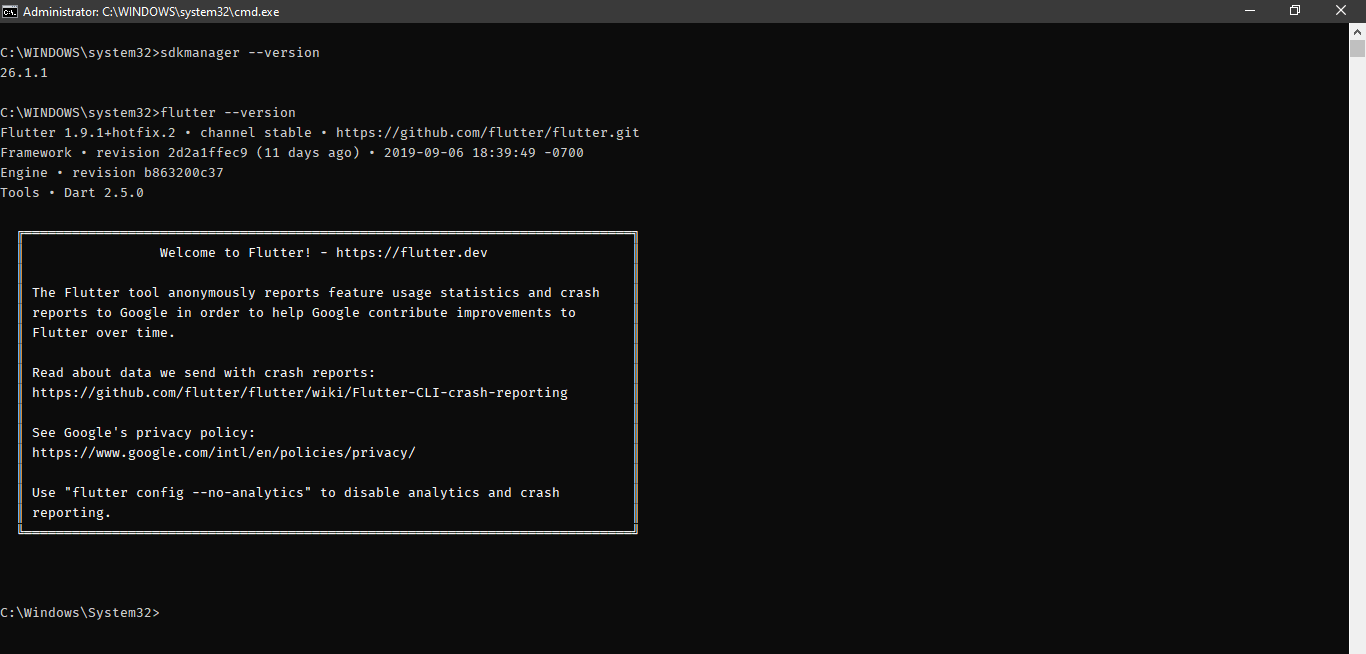 Administrator: C:\WINDOWS\system32\cmd.exe
C:\WINDOWS\system32>sdkmanager --version
26.1.1
C:\WINDOWS\system32>flutter --version
Flutter 1.9.1+hotfix.2 • channel stable • https://github.com/flutter/flutter.git
Framework • revision 2d2a1ffec9 (11 days ago) • 2019-09-06 18:39:49 -0700
Engine • revision b863200c37
Tools • Dart 2.5.0
Welcome to Flutter! - https://flutter.dev
The Flutter tool anonymously reports feature usage statistics and crash
reports to Google in order to help Google contribute improvements to
Flutter over time.
Read about data we send with crash reports:
https://github.com/flutter/flutter/wiki/Flutter-CLI-crash-reporting
See Google's privacy policy:
https://www.google.com/intl/en/policies/privacy/
Use "flutter config --no-analytics" to disable analytics and crash
reporting.
C:\Windows\System32>